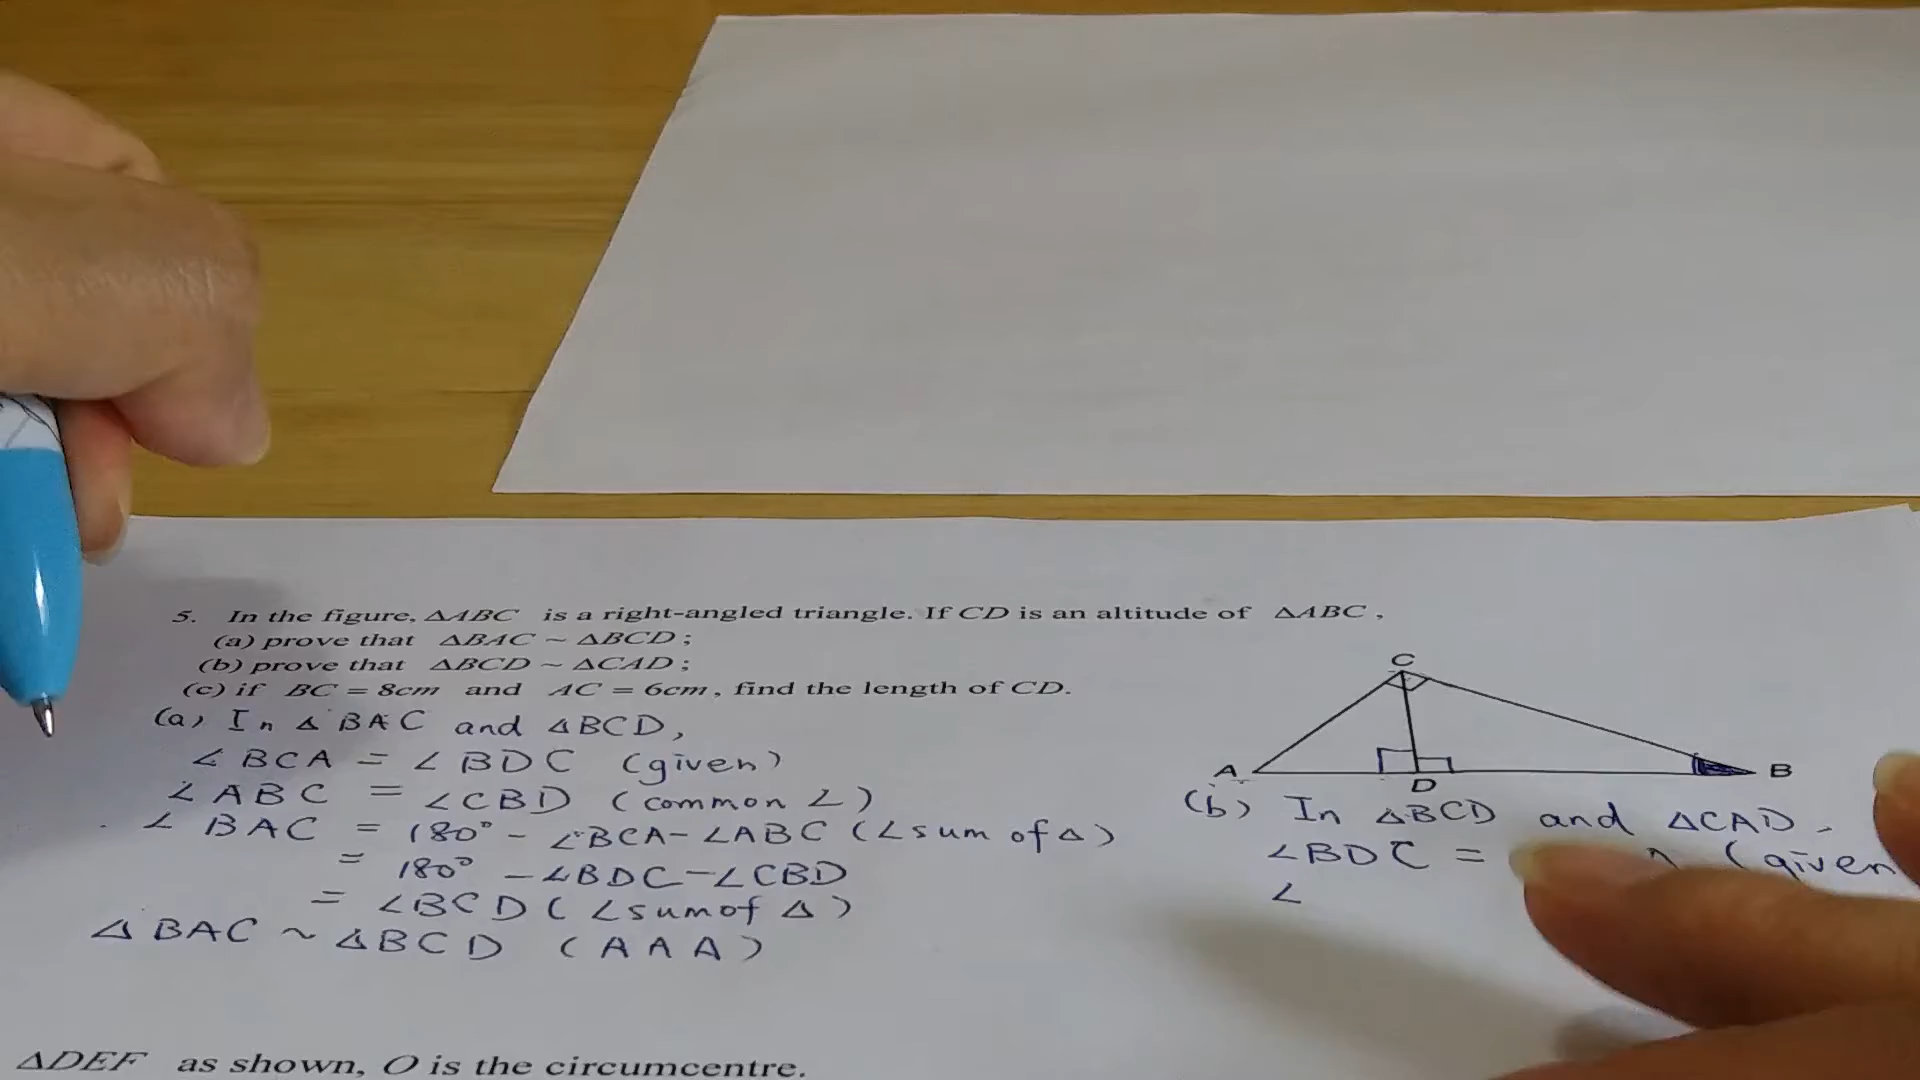 5. In the figure, ΔABC is a right-angled triangle. If CD is an altitude of ΔABC,
(a) prove that ΔBAC ~ ΔBCD;
(b) prove that ΔBCD ~ ΔCAD;
(c) if BC = 8cm and AC = 6cm, find the length of CD.
(a) In ΔBAC and ΔBCD,
∠BCA = ∠BDC (given)
∠ABC = ∠CBD (common ∠)
∠BAC = 180° - ∠BCA - ∠ABC (∠sum of Δ)
= 180° - ∠BDC - ∠CBD
= ∠BCD (∠sum of Δ)
ΔBAC ~ ΔBCD (AAA)
C
A
D
B
(b) In ΔBCD and ΔCAD,
∠BDC = (given
∠
ΔDEF as shown, O is the circumcentre.